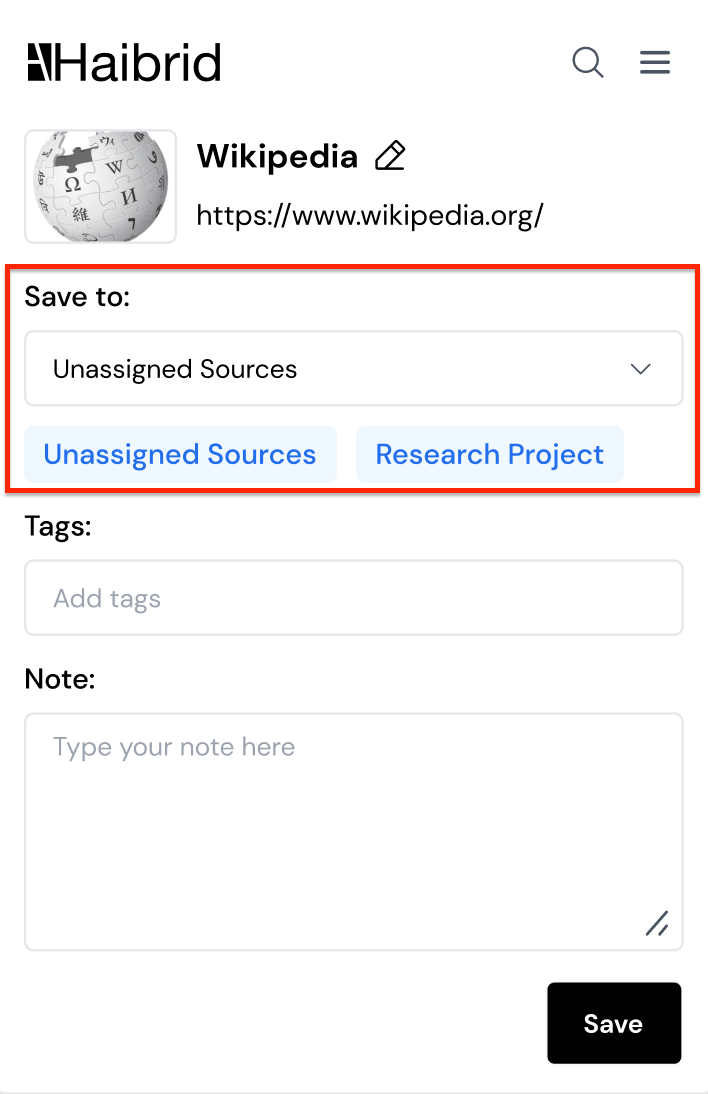 Haibrid
Wikipedia
https://www.wikipedia.org/
Save to:
Unassigned Sources
Unassigned Sources Research Project
Tags:
Add tags
Note:
Type your note here
Save